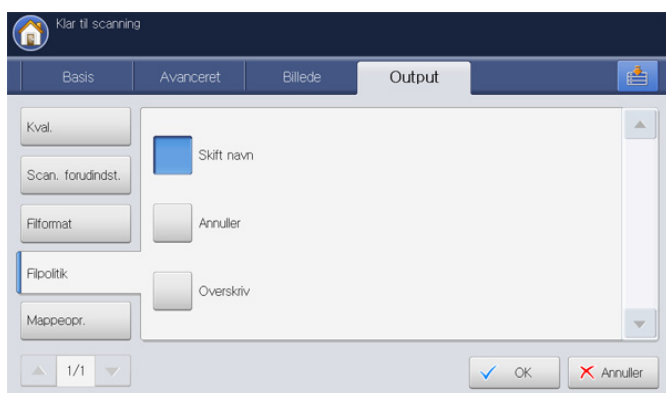 Klar til scanning
Basis
Avanceret
Billede
Output
Kval.
Scan. forudindst.
Filformat
Filpolitik
Mappeopr.
Skift navn
Annuller
Overskriv
1/1
OK
Annuller